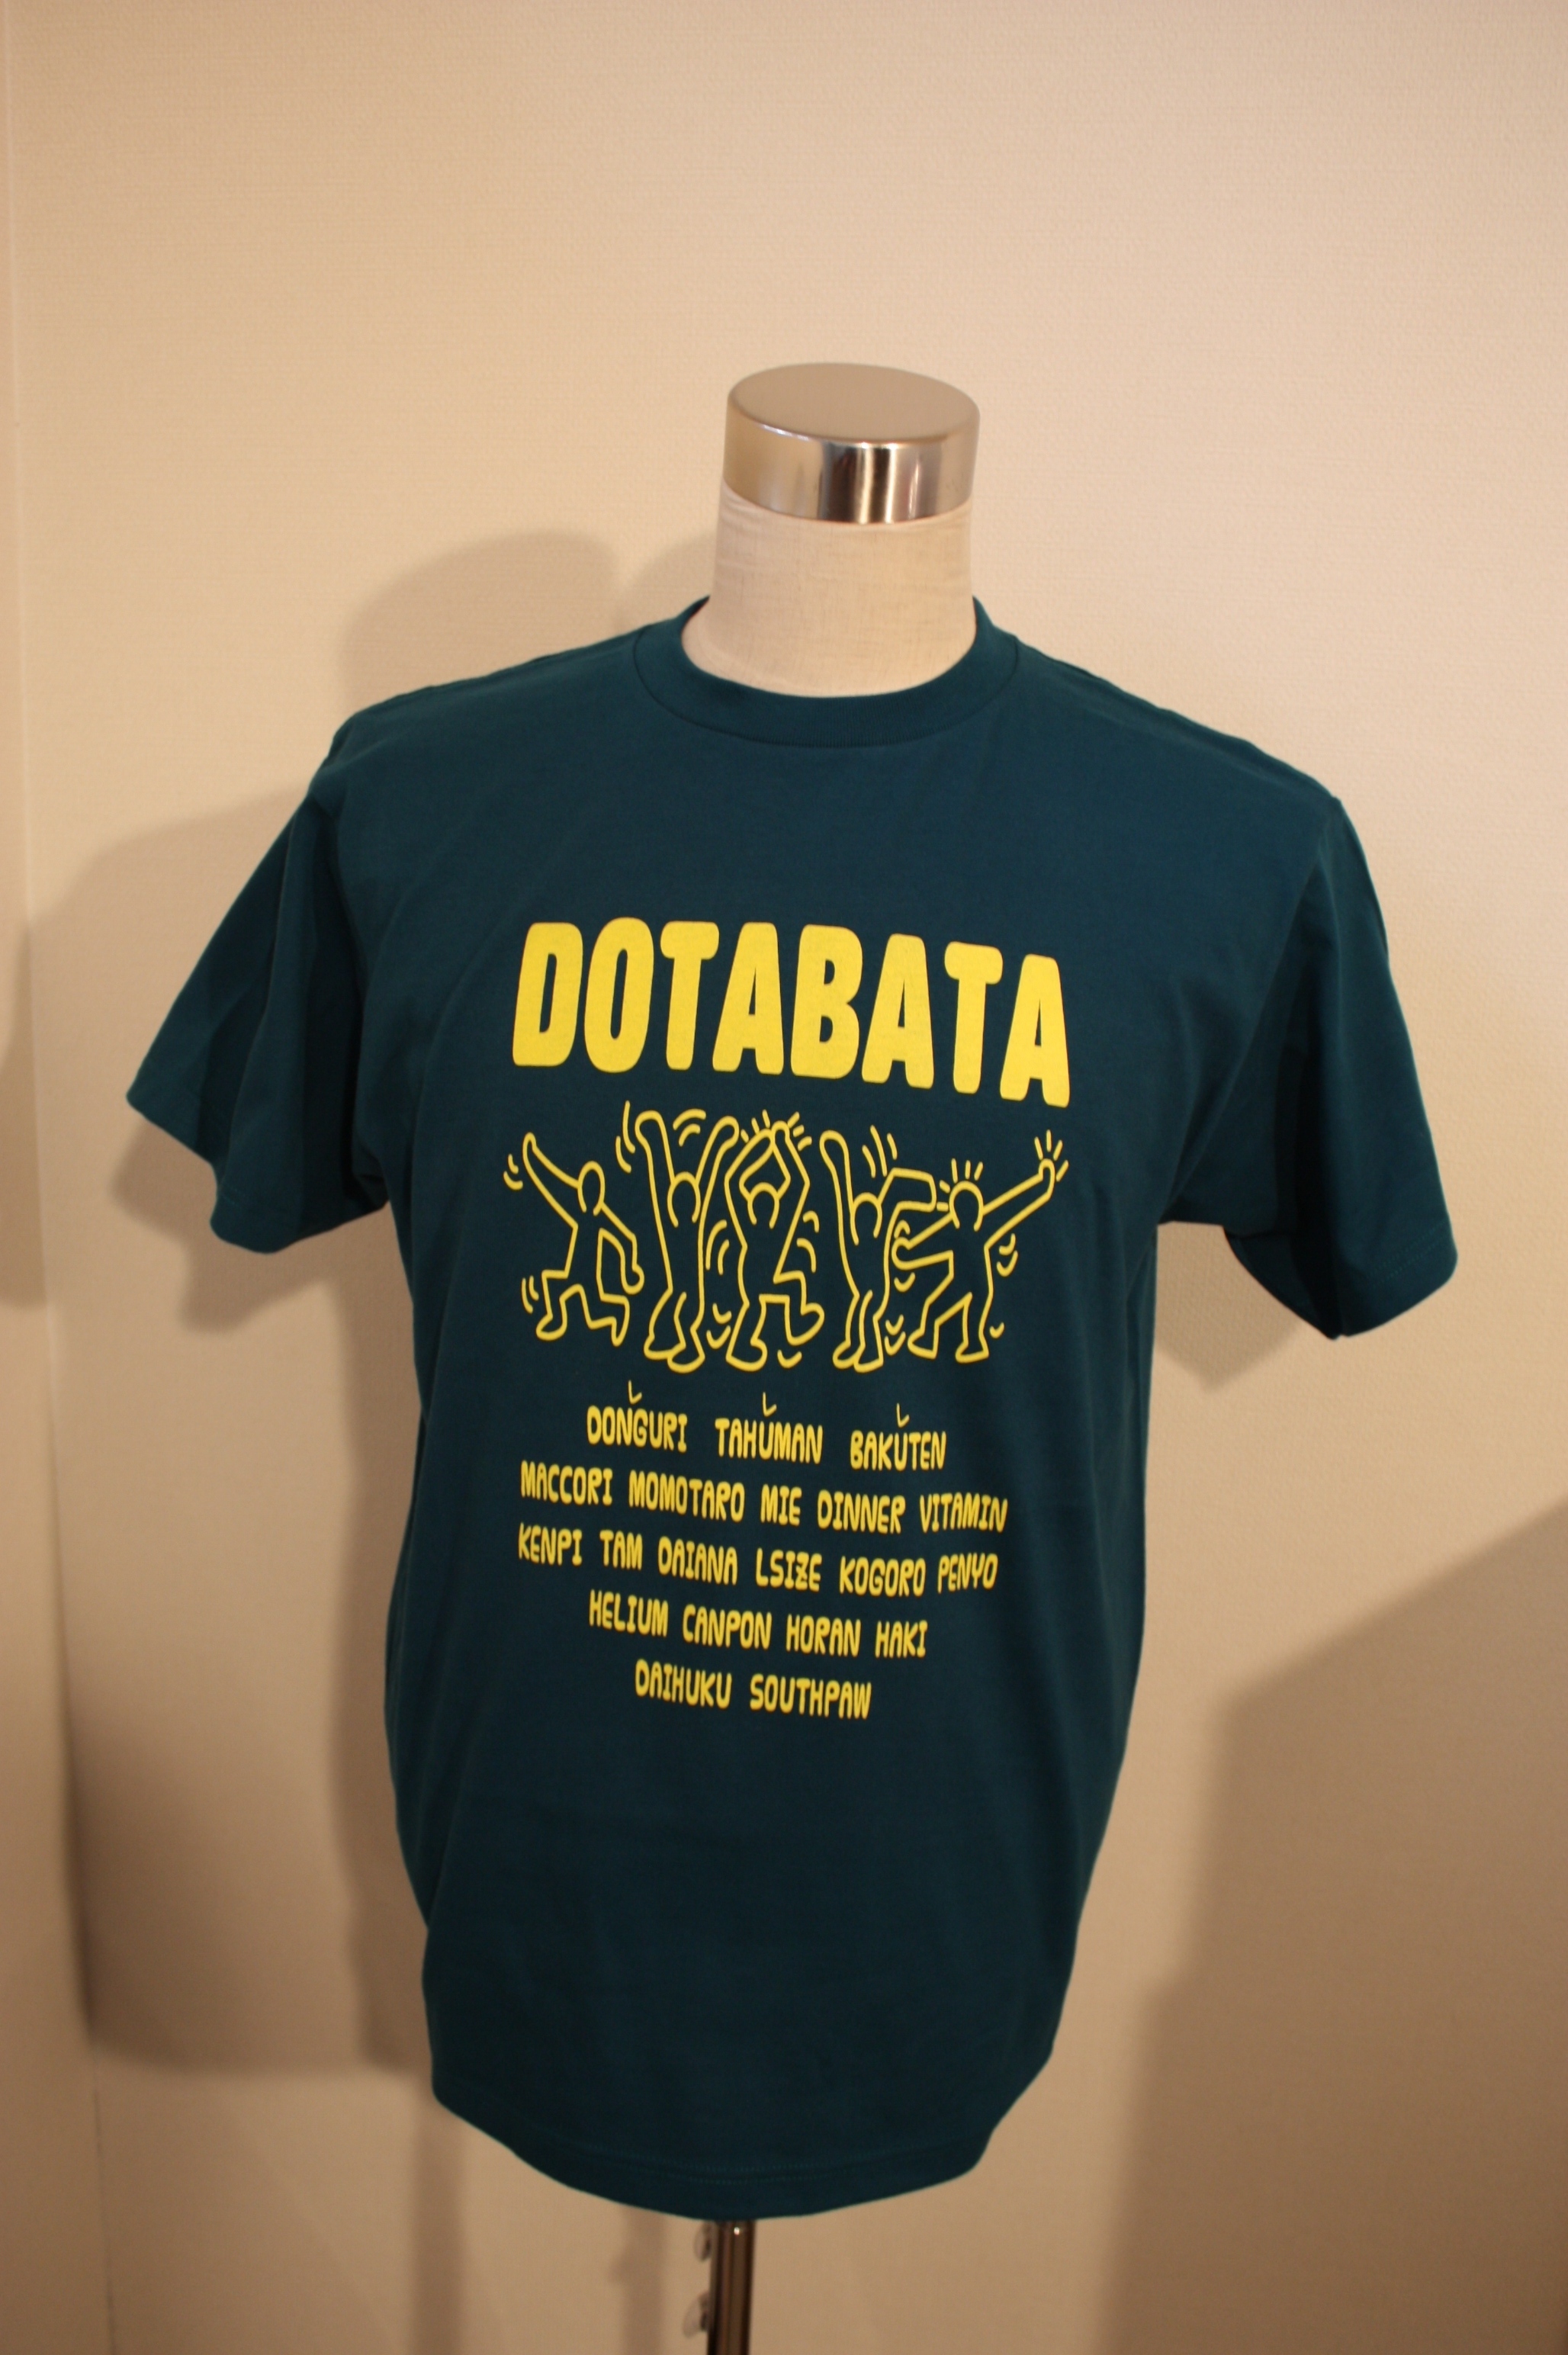 DOTABATA
DONGURI TAHUMAN BAKUTEN
MACCORI MOMOTARO MIE DINNER VITAMIN
KENPI TAM DAIANA LSIZE KOGORO PENYO
HELIUM CANPON HORAN HAKI
DAIHUKU SOUTHPAW